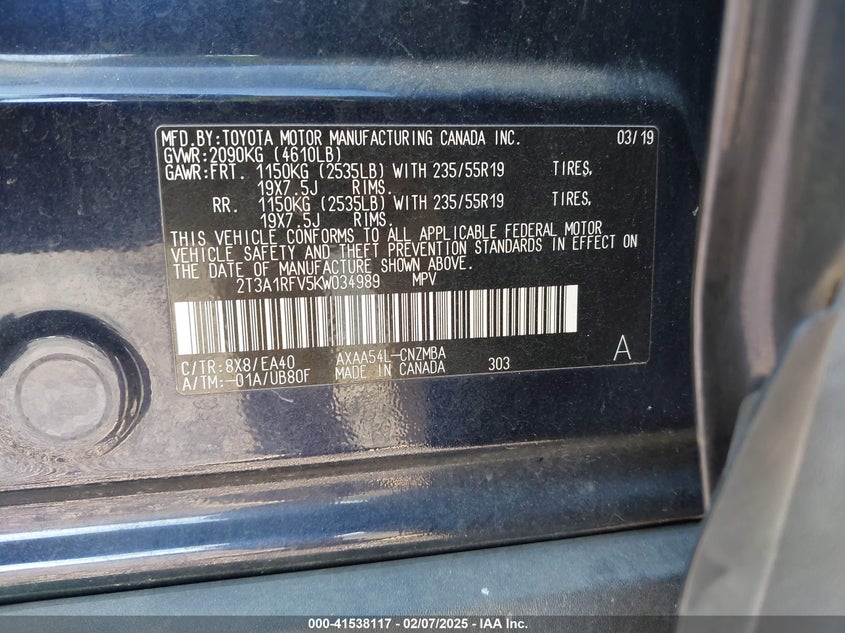 MFD.BY:TOYOTA MOTOR MANUFACTURING CANADA INC. 03/19
GVWR:2090KG (4610LB)
GAWR:FRT. 1150KG (2535LB) WITH 235/55R19 TIRES,
19X7.5J RIMS.
RR. 1150KG (2535LB) WITH 235/55R19 TIRES,
19X7.5J RIMS.
THIS VEHICLE CONFORMS TO ALL APPLICABLE FEDERAL MOTOR
VEHICLE SAFETY AND THEFT PREVENTION STANDARDS IN EFFECT ON
THE DATE OF MANUFACTURE SHOWN ABOVE.
2T3A1RFV5KW034989 MPV
C/TR:8X8/EA40 AXAA54L-CNZMBA A
A/TM:-01A/UB80F MADE IN CANADA 303
000-41538117 - 02/07/2025 - IAA Inc.